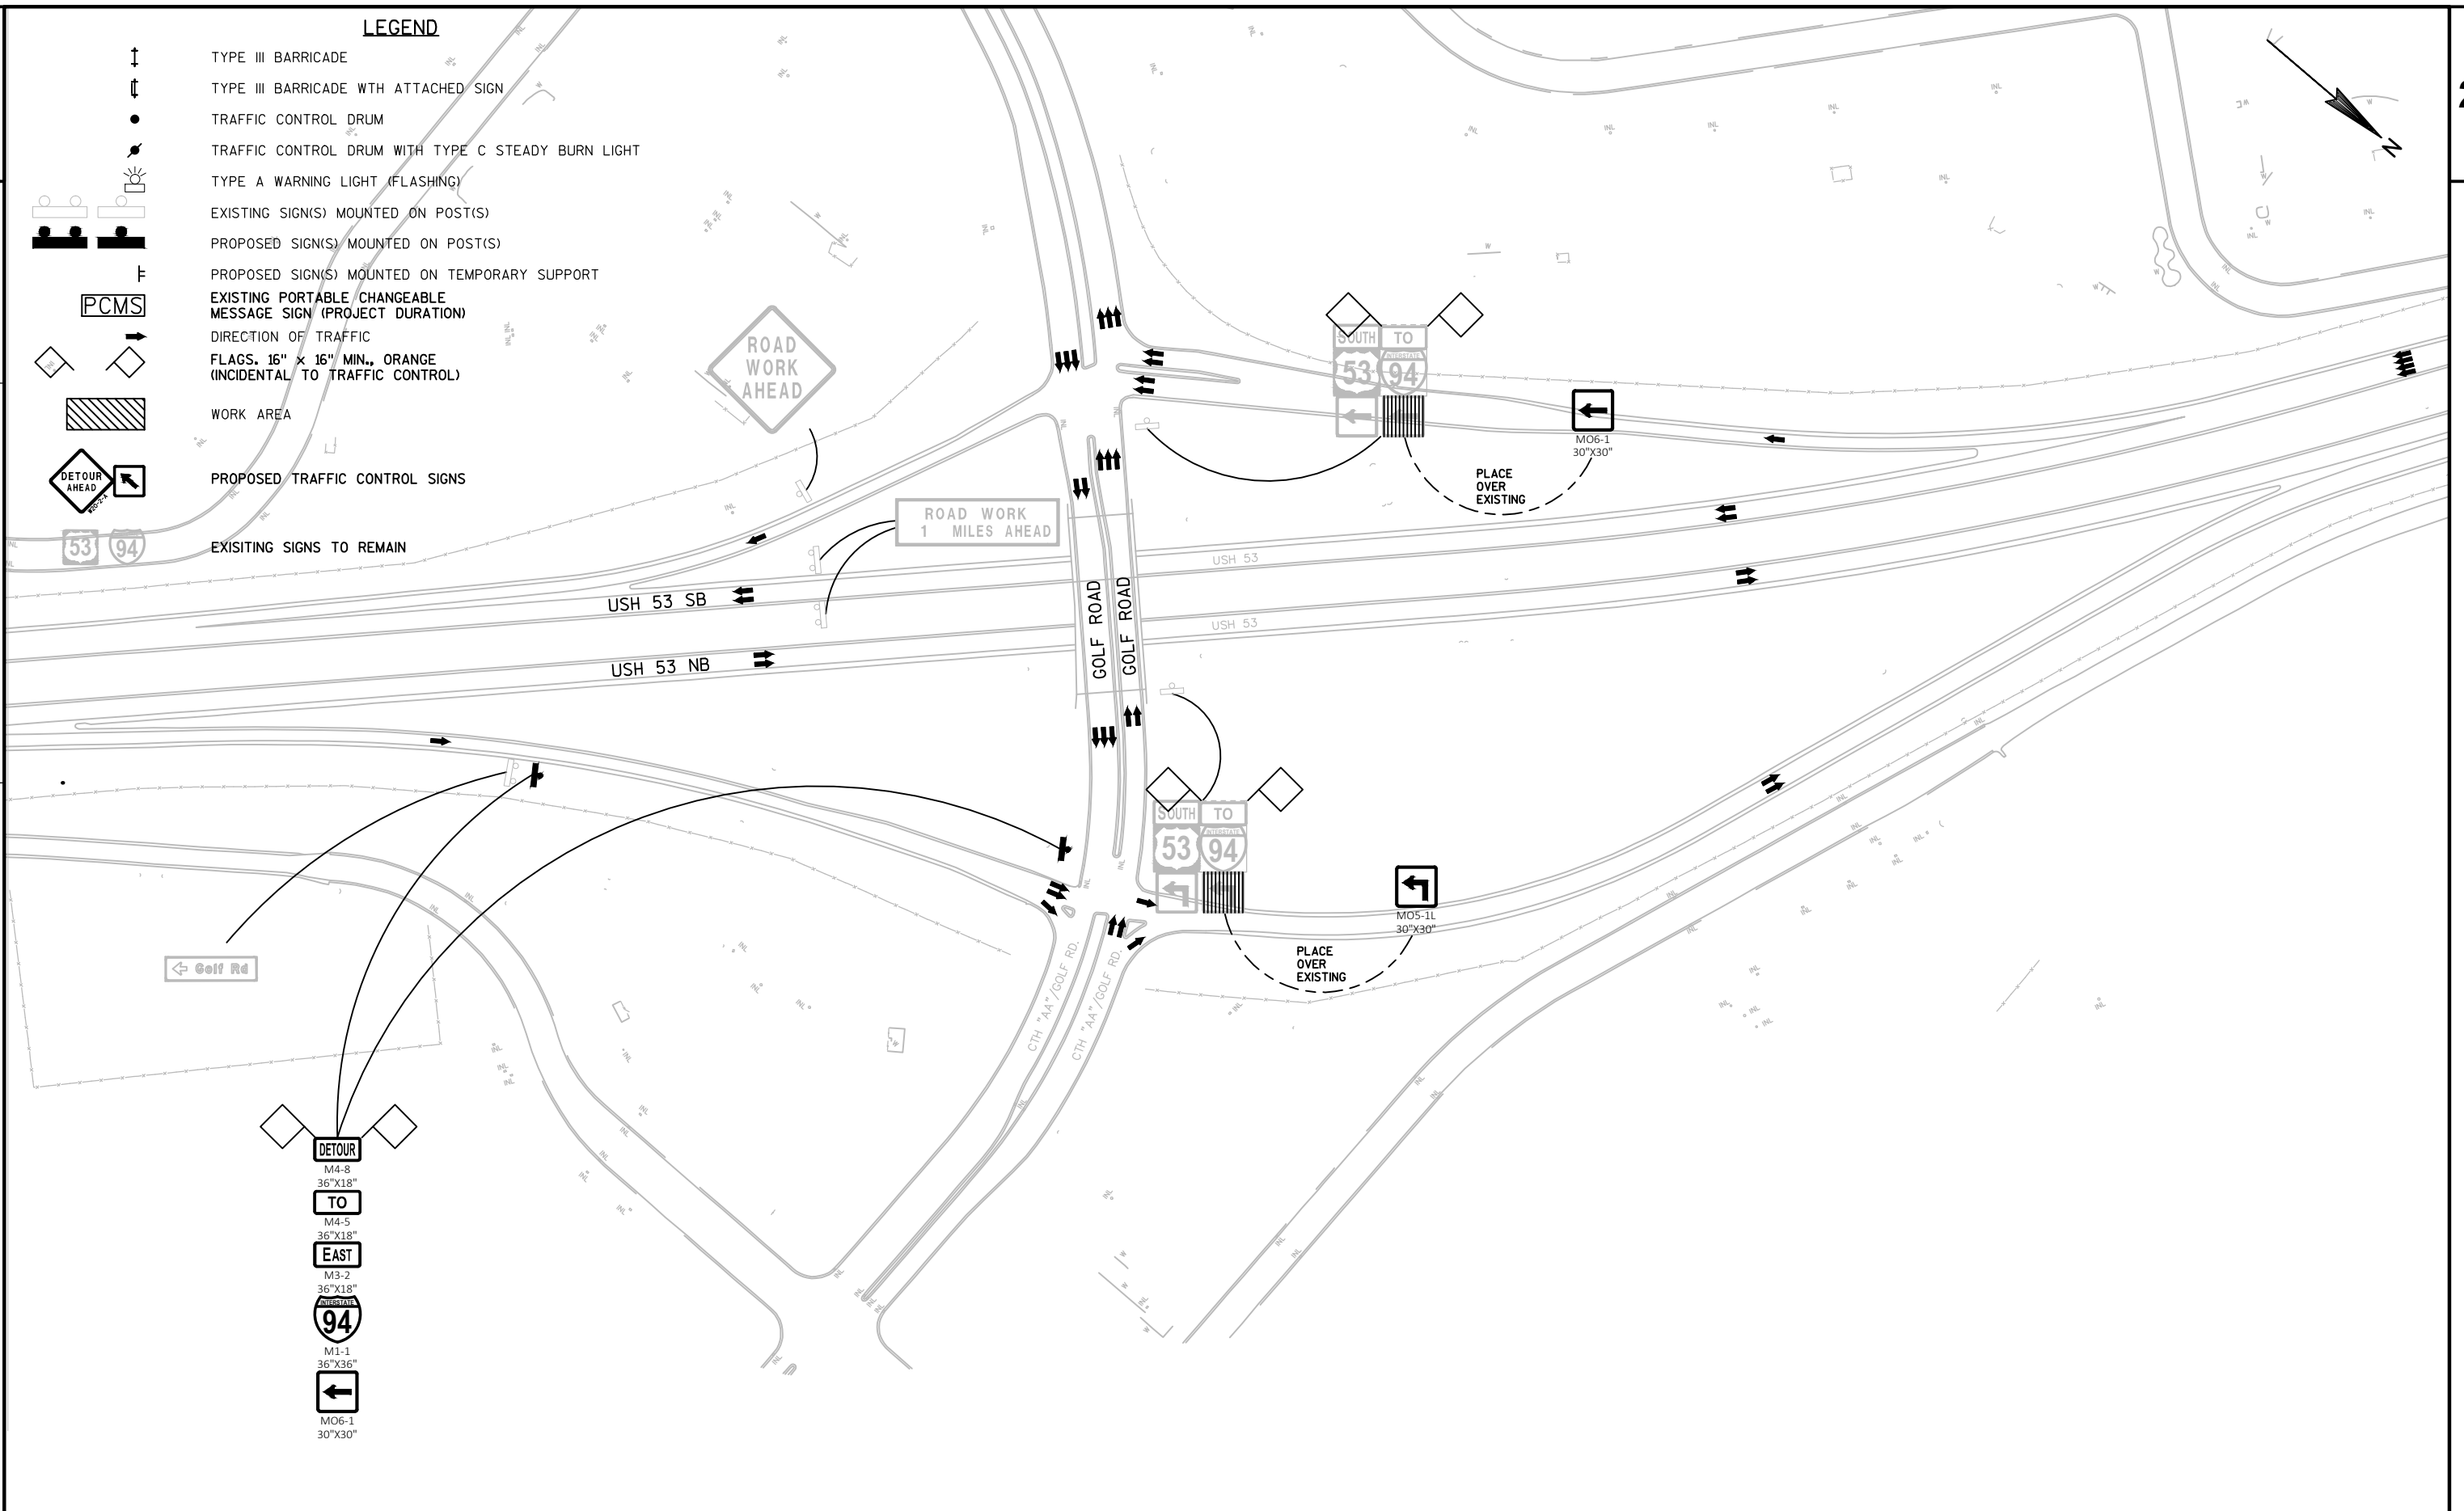 LEGEND
TYPE III BARRICADE
TYPE III BARRICADE WTH ATTACHED SIGN
TRAFFIC CONTROL DRUM
TRAFFIC CONTROL DRUM WITH TYPE C STEADY BURN LIGHT
TYPE A WARNING LIGHT (FLASHING)
EXISTING SIGN(S) MOUNTED ON POST(S)
PROPOSED SIGN(S) MOUNTED ON POST(S)
PROPOSED SIGN(S) MOUNTED ON TEMPORARY SUPPORT
PCMS
EXISTING PORTABLE CHANGEABLE
MESSAGE SIGN (PROJECT DURATION)
DIRECTION OF TRAFFIC
FLAGS. 16" X 16" MIN., ORANGE
(INCIDENTAL TO TRAFFIC CONTROL)
WORK AREA
DETOUR
AHEAD
PROPOSED TRAFFIC CONTROL SIGNS
53 94
EXISITING SIGNS TO REMAIN
N
ROAD
WORK
AHEAD
ROAD WORK
1 MILES AHEAD
SOUTH TO
INTERSTATE
53 94
MO6-1
30"X30"
PLACE
OVER
EXISTING
USH 53
USH 53
USH 53 SB
USH 53 NB
GOLF ROAD
GOLF ROAD
SOUTH TO
INTERSTATE
53 94
MO5-1L
30"X30"
PLACE
OVER
EXISTING
CTH "AA"/GOLF RD.
CTH "AA"/GOLF RD.
Golf Rd
DETOUR
M4-8
36"X18"
TO
M4-5
36"X18"
EAST
M3-2
36"X18"
INTERSTATE
94
M1-1
36"X36"
MO6-1
30"X30"